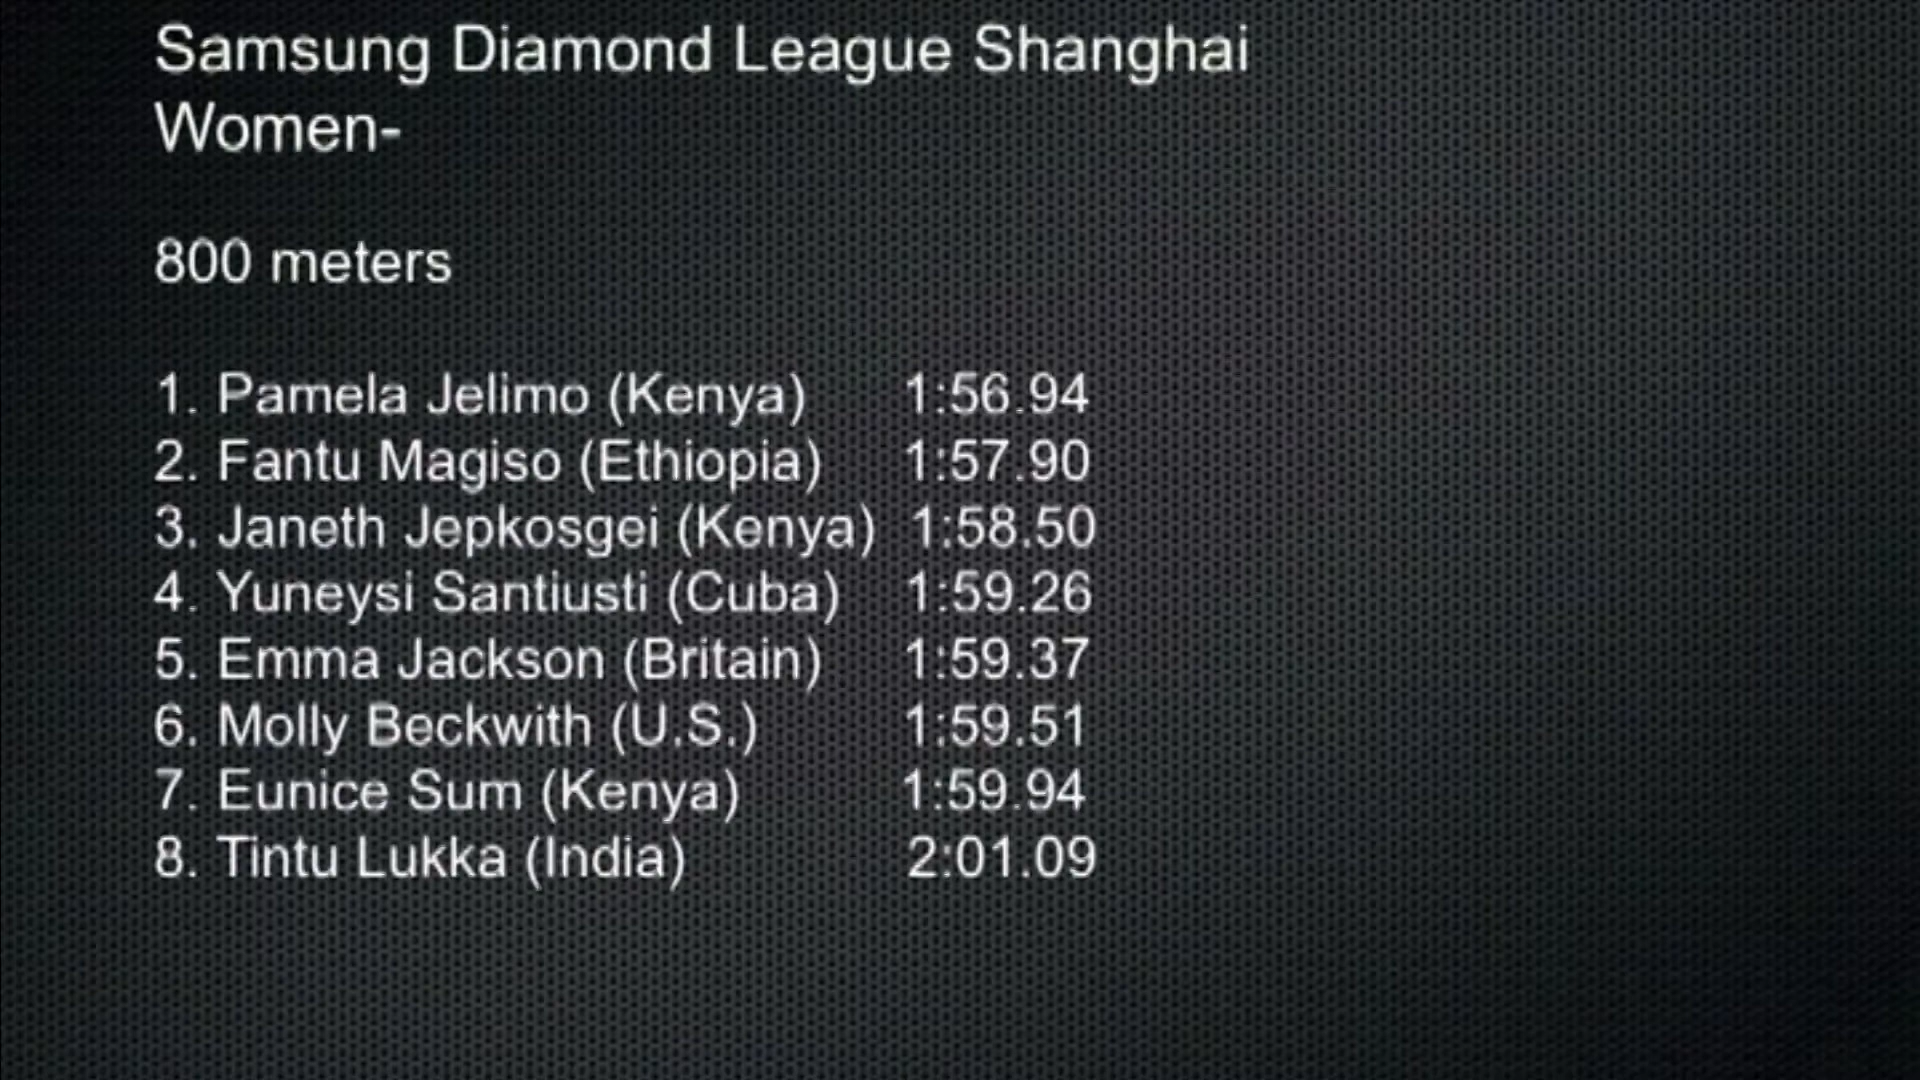 Samsung Diamond League Shanghai
Women-
800 meters
1. Pamela Jelimo (Kenya) 1:56.94
2. Fantu Magiso (Ethiopia) 1:57.90
3. Janeth Jepkosgei (Kenya) 1:58.50
4. Yuneysi Santiusti (Cuba) 1:59.26
5. Emma Jackson (Britain) 1:59.37
6. Molly Beckwith (U.S.) 1:59.51
7. Eunice Sum (Kenya) 1:59.94
8. Tintu Lukka (India) 2:01.09